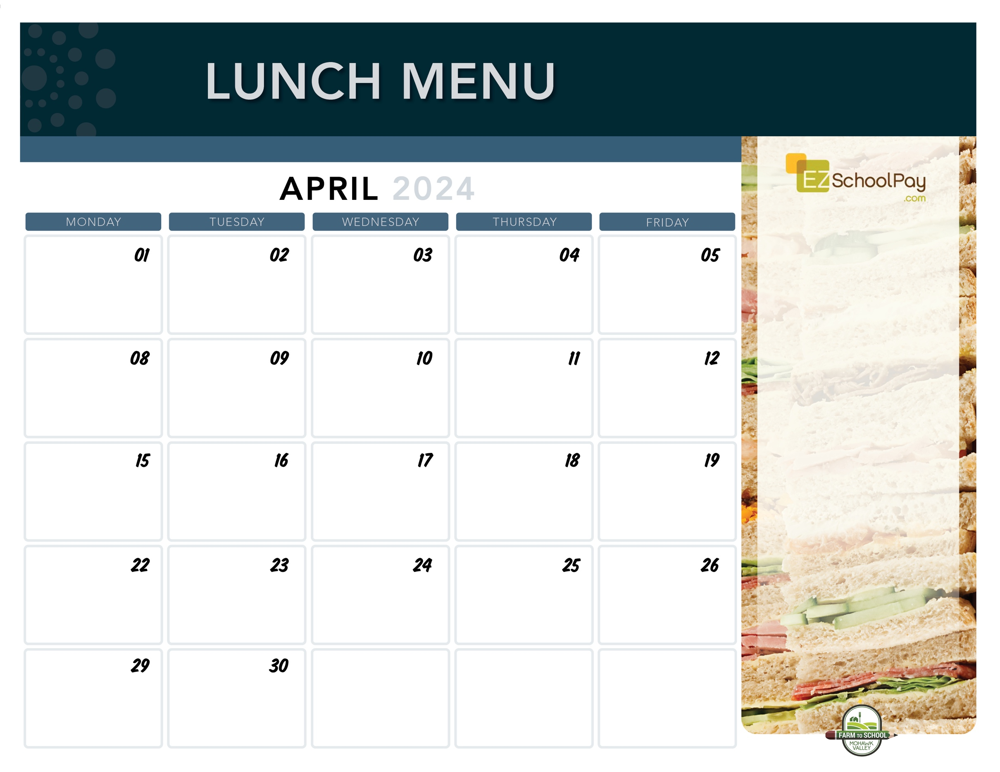 LUNCH MENU
APRIL 2024
MONDAY TUESDAY WEDNESDAY THURSDAY FRIDAY
01 02 03 04 05
08 09 10 11 12
15 16 17 18 19
22 23 24 25 26
29 30
EZSchoolPay
.com
FARM TO SCHOOL
MOHAWK
VALLEY